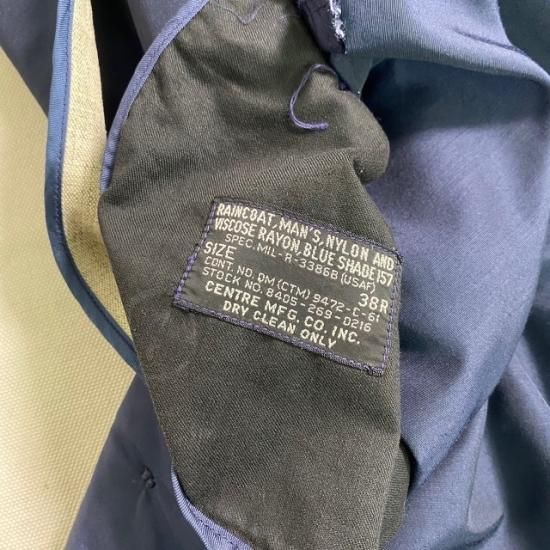 RAINCOAT, MAN'S, NYLON AND
VISCOSE RAYON, BLUE SHADE 157
SPEC. MIL-R-3386B (USAF)
SIZE 38R
CONT. NO. QM (CTM) 9472-C-61
STOCK NO. 8405-269-0216
CENTRE MFG. CO. INC.
DRY CLEAN ONLY